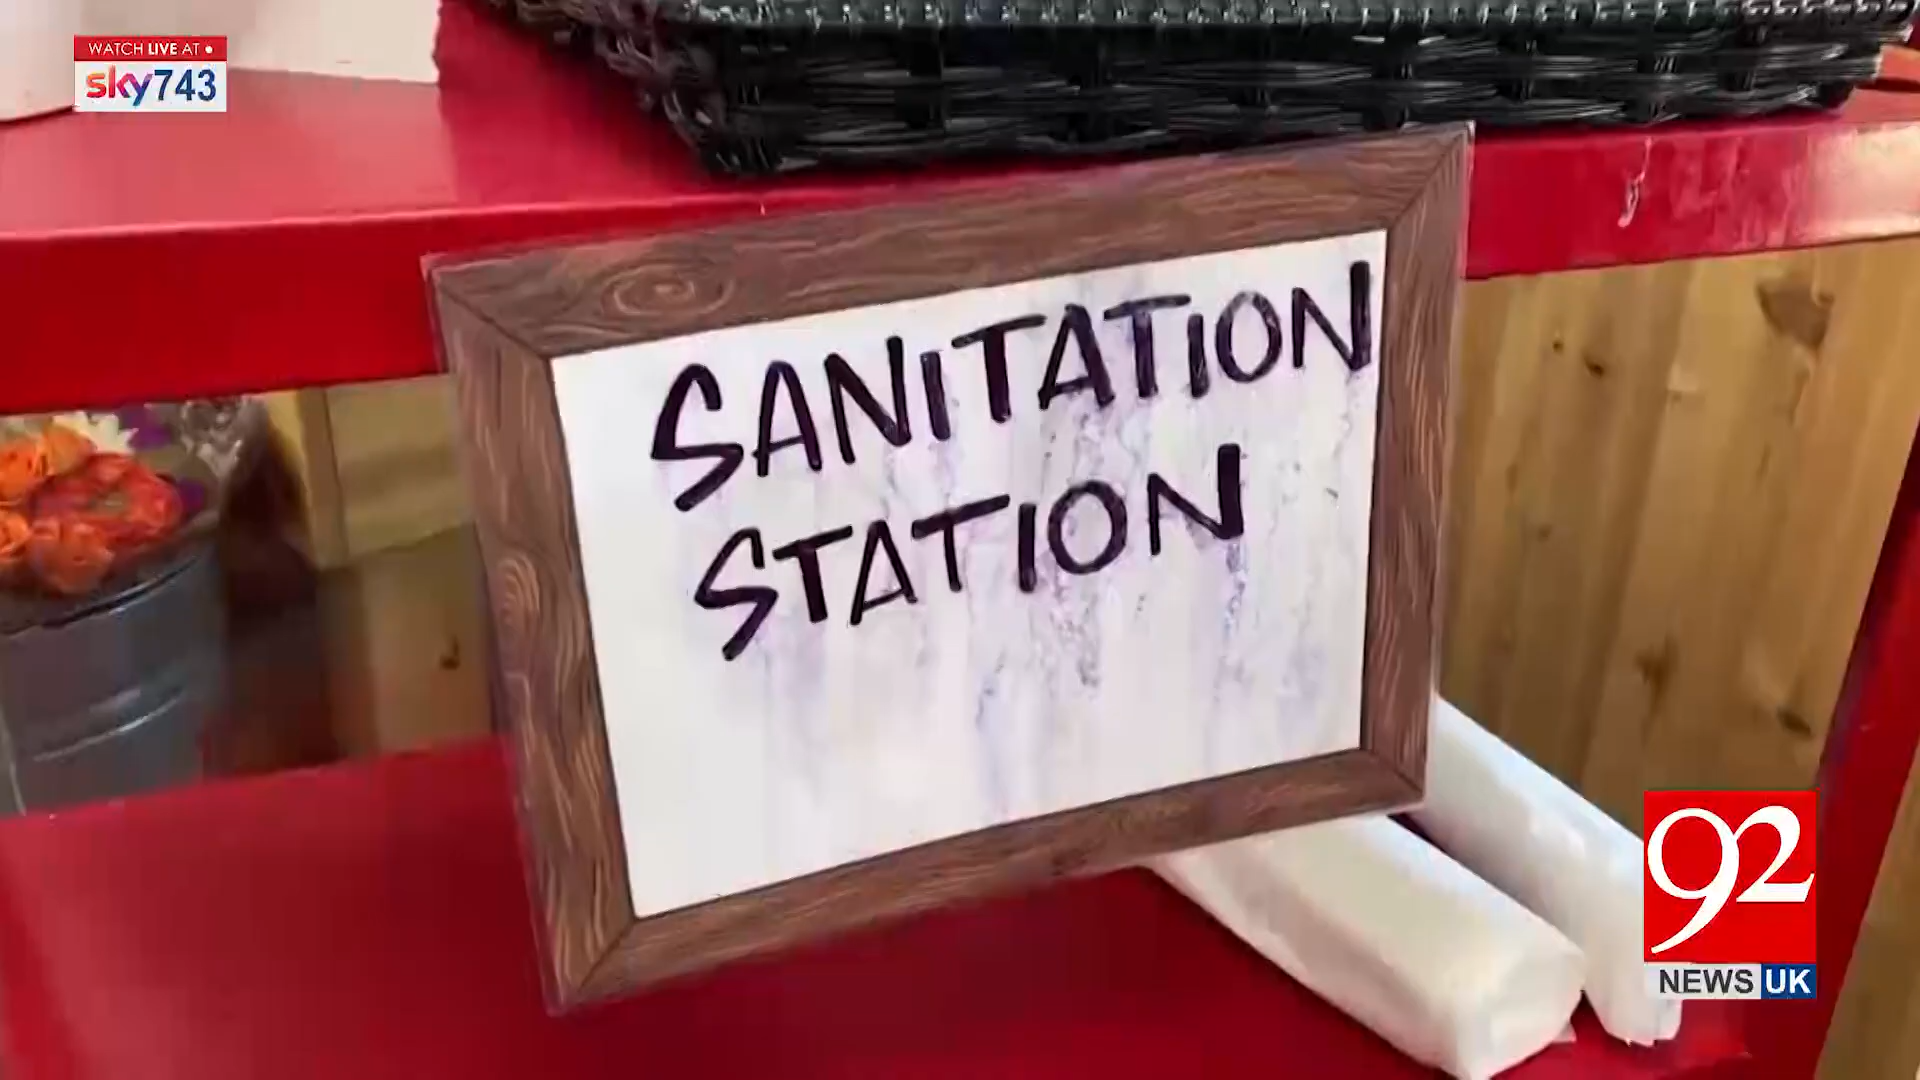 WATCH LIVE AT
sky743
SANITATION
STATION
92
NEWS UK